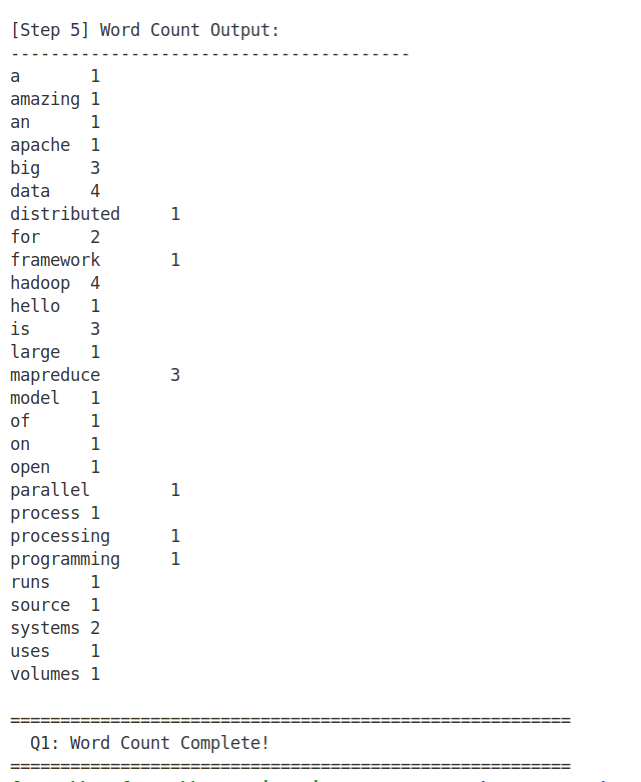 [Step 5] Word Count Output:
----------------------------------------
a	1
amazing	1
an	1
apache	1
big	3
data	4
distributed	1
for	2
framework	1
hadoop	4
hello	1
is	3
large	1
mapreduce	3
model	1
of	1
on	1
open	1
parallel	1
process	1
processing	1
programming	1
runs	1
source	1
systems	2
uses	1
volumes	1
========================================================
  Q1: Word Count Complete!
========================================================